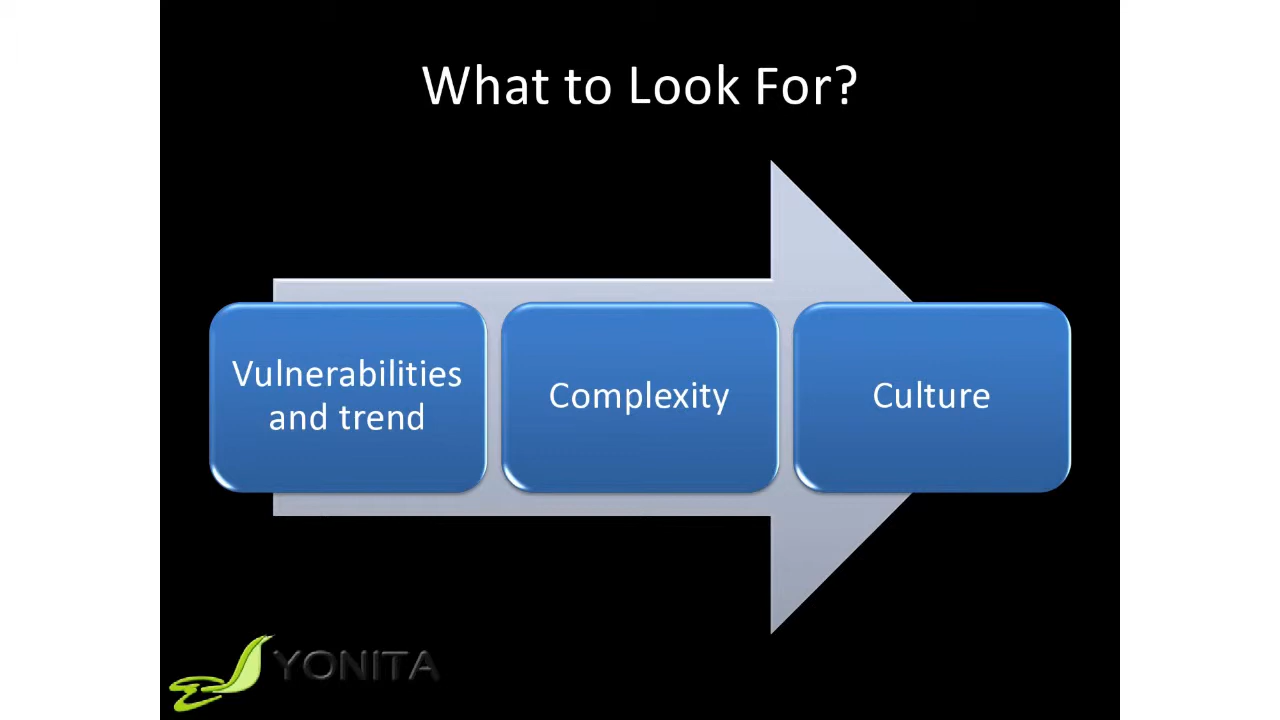 What to Look For?
Vulnerabilities
and trend
Complexity
Culture
YONITA